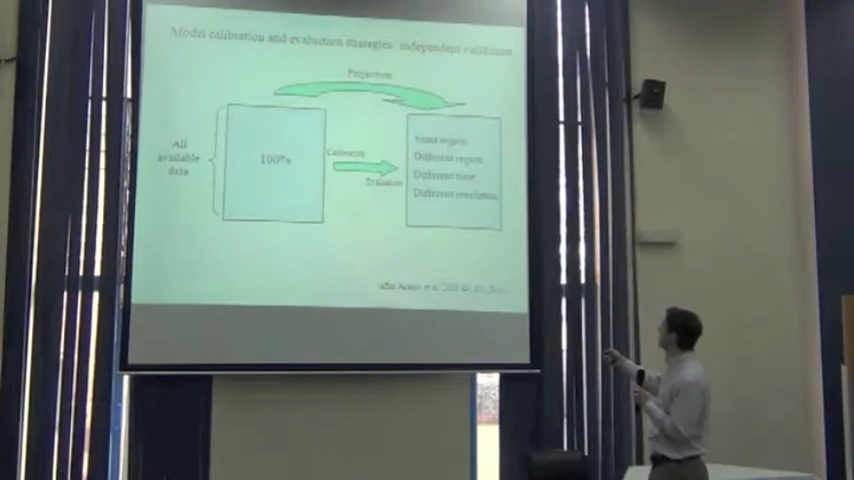 Model calibration and evaluation strategies: independent validation
Projection
All
available
data
100%
Calibration
Evaluation
Same region
Different region
Different time
Different resolution